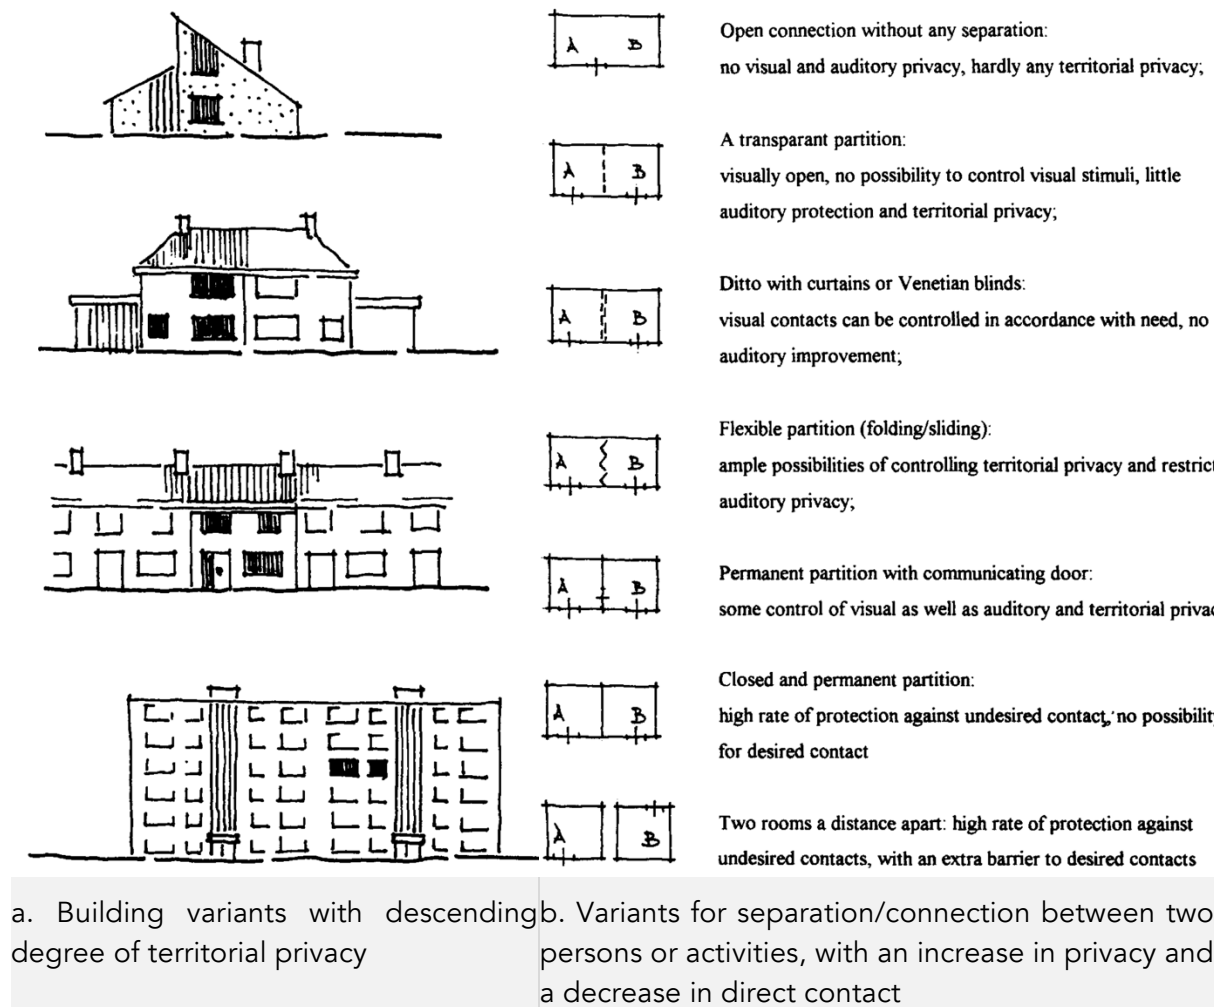 A B
Open connection without any separation:
no visual and auditory privacy, hardly any territorial privacy;
A B
A transparant partition:
visually open, no possibility to control visual stimuli, little
auditory protection and territorial privacy;
A B
Ditto with curtains or Venetian blinds:
visual contacts can be controlled in accordance with need, no
auditory improvement;
A B
Flexible partition (folding/sliding):
ample possibilities of controlling territorial privacy and restrict
auditory privacy;
A B
Permanent partition with communicating door:
some control of visual as well as auditory and territorial privac
A B
Closed and permanent partition:
high rate of protection against undesired contact, no possibilit
for desired contact
A B
Two rooms a distance apart: high rate of protection against
undesired contacts, with an extra barrier to desired contacts
a. Building variants with descending
degree of territorial privacy
b. Variants for separation/connection between two
persons or activities, with an increase in privacy and
a decrease in direct contact